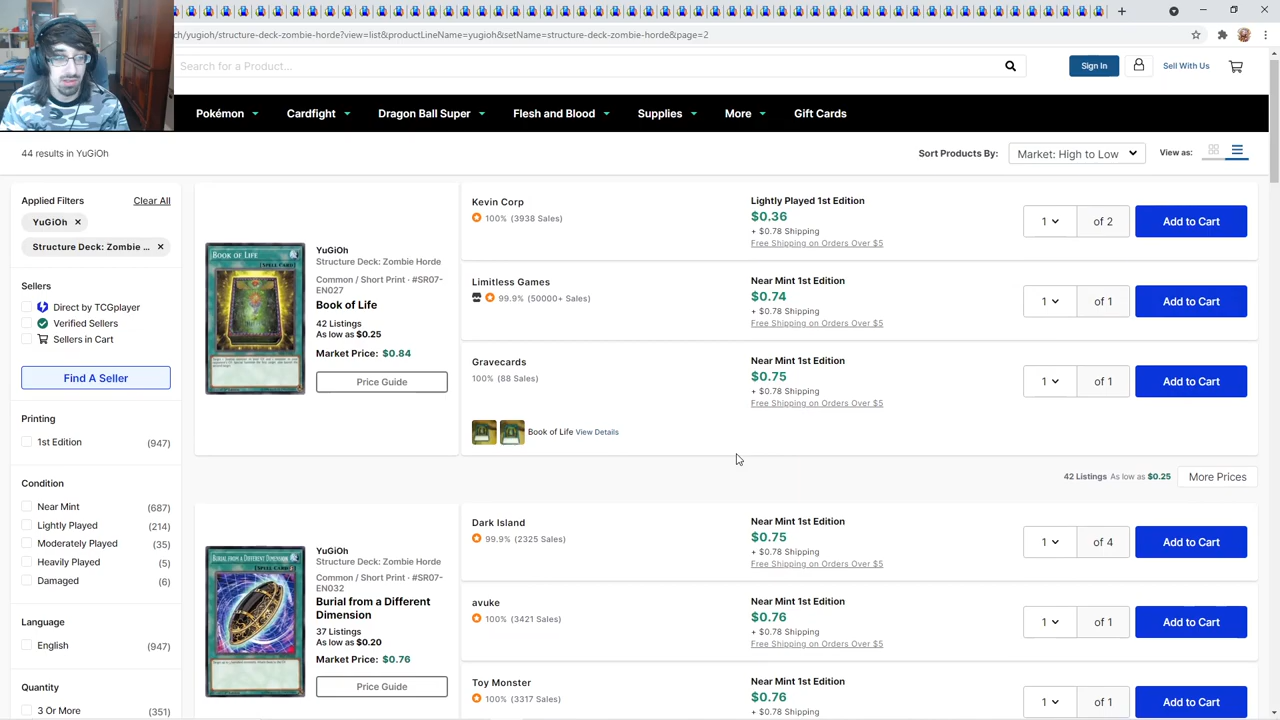 ch/yugioh/structure-deck-zombie-horde?view=list&productLineName=yugioh&setName=structure-deck-zombie-horde&page=2
Search for a Product...
Sign In
Sell With Us
Pokémon
Cardfight
Dragon Ball Super
Flesh and Blood
Supplies
More
Gift Cards
44 results in YuGiOh
Sort Products By:
Market: High to Low
View as:
Applied Filters
Clear All
YuGiOh
Structure Deck: Zombie ...
Sellers
Direct by TCGplayer
Verified Sellers
Sellers in Cart
Find A Seller
Printing
1st Edition (947)
Condition
Near Mint (687)
Lightly Played (214)
Moderately Played (35)
Heavily Played (5)
Damaged (6)
Language
English (947)
Quantity
3 Or More (351)
BOOK OF LIFE
[SPELL CARD]
YuGiOh
Structure Deck: Zombie Horde
Common / Short Print · #SR07-
EN027
Book of Life
42 Listings
As low as $0.25
Market Price: $0.84
Price Guide
Kevin Corp
100% (3938 Sales)
Lightly Played 1st Edition
$0.36
+ $0.78 Shipping
Free Shipping on Orders Over $5
1
of 2
Add to Cart
Limitless Games
99.9% (50000+ Sales)
Near Mint 1st Edition
$0.74
+ $0.78 Shipping
Free Shipping on Orders Over $5
1
of 1
Add to Cart
Gravecards
100% (88 Sales)
Near Mint 1st Edition
$0.75
+ $0.78 Shipping
Free Shipping on Orders Over $5
1
of 1
Add to Cart
Book of Life View Details
42 Listings As low as $0.25
More Prices
BURIAL FROM A DIFFERENT DIMENSION
[SPELL CARD]
YuGiOh
Structure Deck: Zombie Horde
Common / Short Print · #SR07-
EN032
Burial from a Different
Dimension
37 Listings
As low as $0.20
Market Price: $0.76
Price Guide
Dark Island
99.9% (2325 Sales)
Near Mint 1st Edition
$0.75
+ $0.78 Shipping
Free Shipping on Orders Over $5
1
of 4
Add to Cart
avuke
100% (3421 Sales)
Near Mint 1st Edition
$0.76
+ $0.78 Shipping
Free Shipping on Orders Over $5
1
of 1
Add to Cart
Toy Monster
100% (3317 Sales)
Near Mint 1st Edition
$0.76
+ $0.78 Shipping
1
of 1
Add to Cart